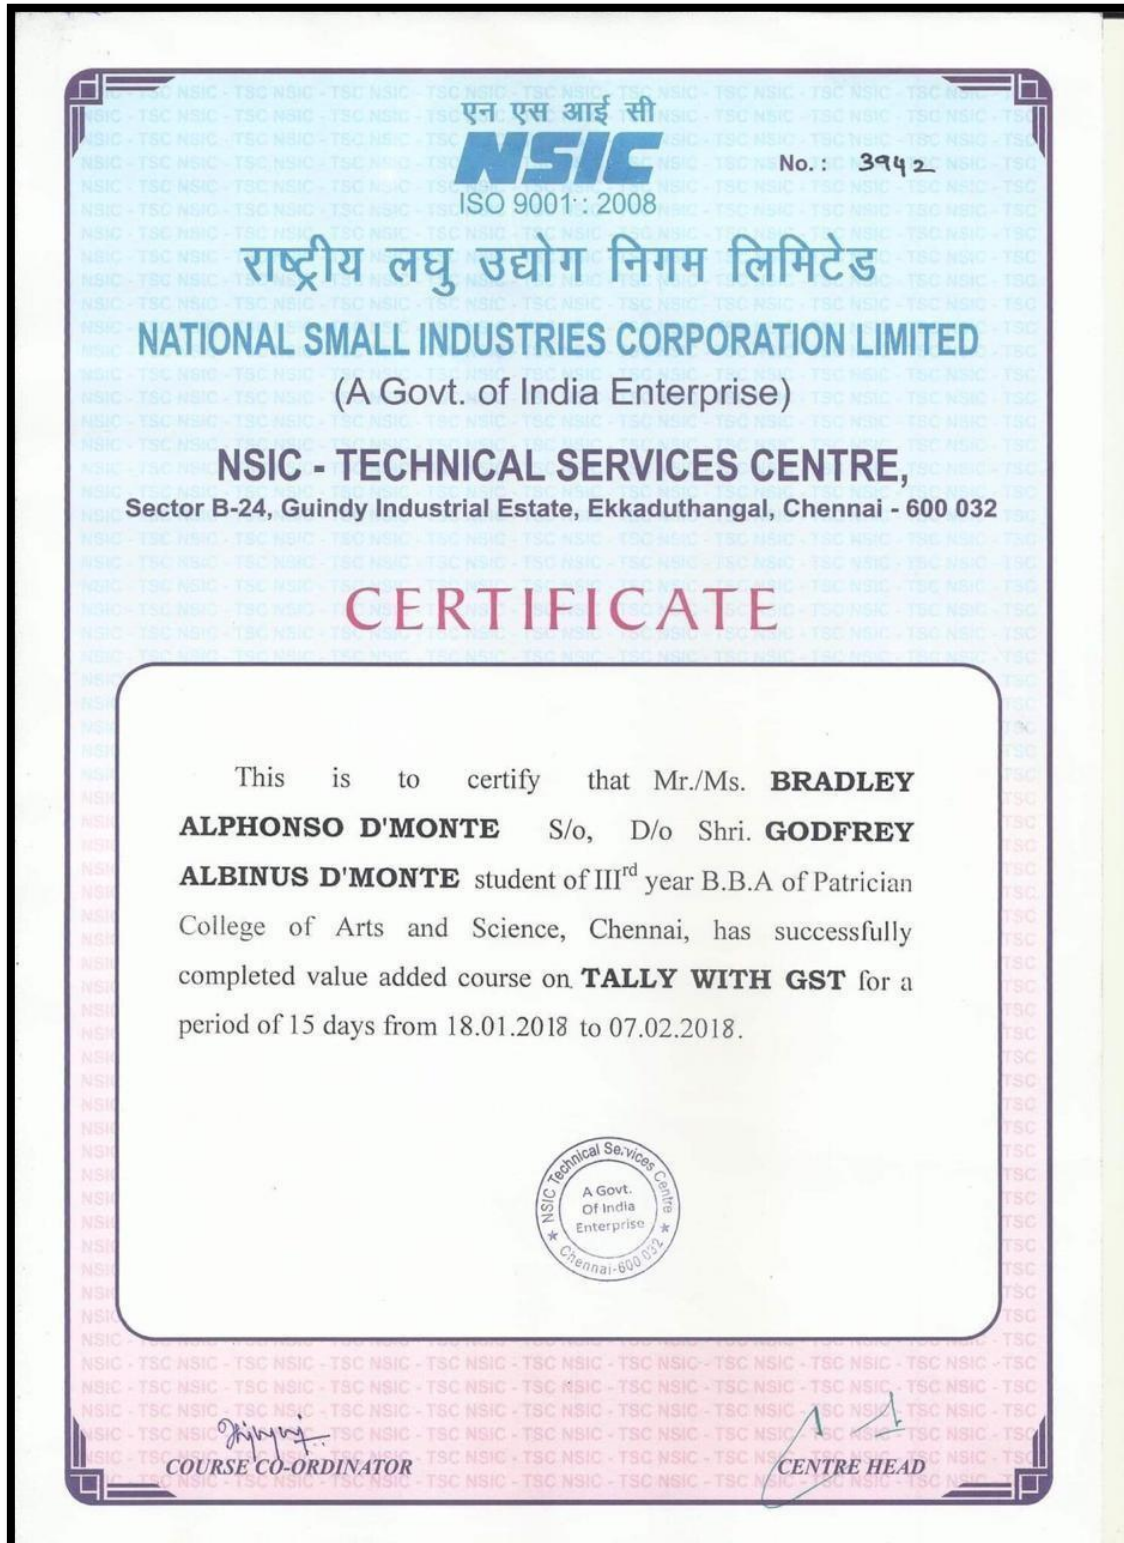 एन एस आई सी
NSIC
No.: 3942
ISO 9001 : 2008
राष्ट्रीय लघु उद्योग निगम लिमिटेड
NATIONAL SMALL INDUSTRIES CORPORATION LIMITED
(A Govt. of India Enterprise)
NSIC - TECHNICAL SERVICES CENTRE,
Sector B-24, Guindy Industrial Estate, Ekkaduthangal, Chennai - 600 032
CERTIFICATE
This is to certify that Mr./Ms. BRADLEY
ALPHONSO D'MONTE S/o, D/o Shri. GODFREY
ALBINUS D'MONTE student of IIIrd year B.B.A of Patrician
College of Arts and Science, Chennai, has successfully
completed value added course on TALLY WITH GST for a
period of 15 days from 18.01.2018 to 07.02.2018.
NSIC Technical Services Centre
A Govt.
Of India
Enterprise
★ Chennai-600 032 ★
COURSE CO-ORDINATOR
CENTRE HEAD